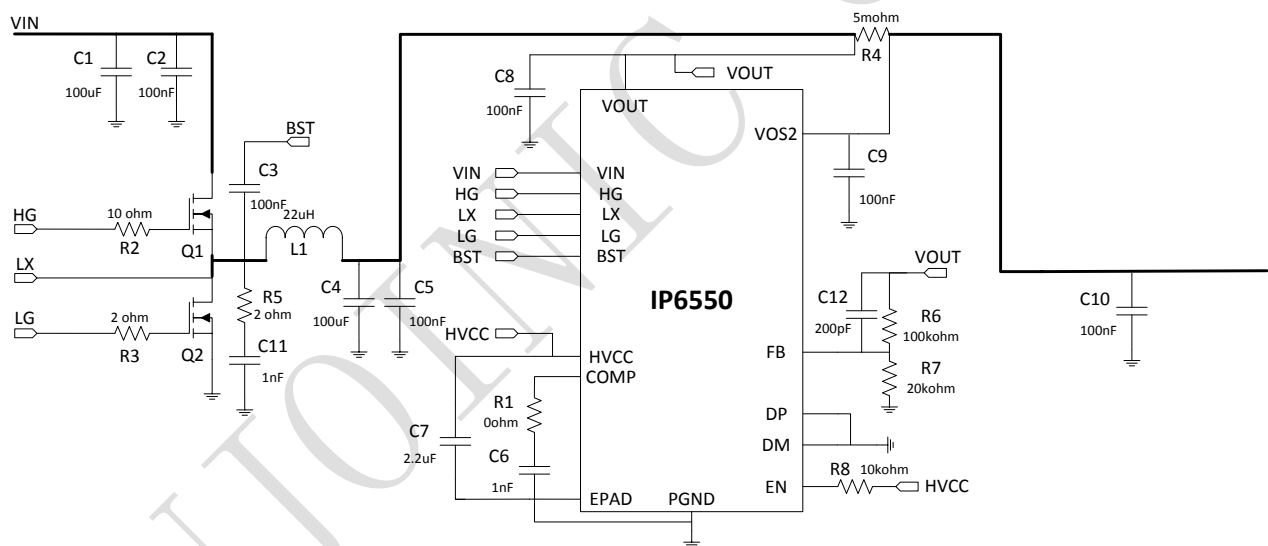 VIN
5mohm
R4
C1
100uF
C2
100nF
C8
100nF
VOUT
VOUT
VOS2
BST
C3
100nF
C9
100nF
VIN
HG
LX
LG
BST
VIN
HG
LX
LG
BST
HG
10 ohm
R2
Q1
22uH
L1
LX
LG
2 ohm
R3
Q2
R5
2 ohm
C11
1nF
C4
100uF
C5
100nF
IP6550
VOUT
C12
200pF
R6
100kohm
FB
R7
20kohm
C10
100nF
HVCC
HVCC
COMP
R1
0ohm
C7
2.2uF
C6
1nF
DP
DM
EPAD
PGND
EN
R8
10kohm
HVCC